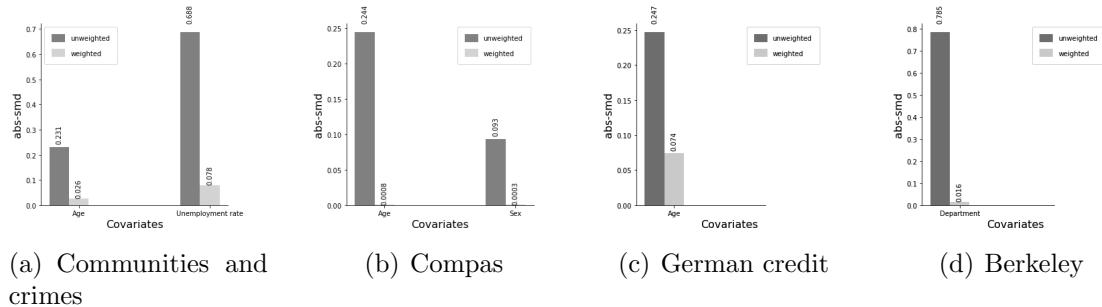 0.7
0.6
0.5
0.4
0.3
0.2
0.1
0.0
abs-smd
unweighted
weighted
0.231
0.026
0.688
0.078
Age
Unemployment rate
Covariates
(a) Communities and
crimes
0.25
0.20
0.15
0.10
0.05
0.00
abs-smd
unweighted
weighted
0.244
0.0008
0.093
0.0003
Age
Sex
Covariates
(b) Compas
0.25
0.20
0.15
0.10
0.05
0.00
abs-smd
unweighted
weighted
0.247
0.074
Age
Covariates
(c) German credit
0.8
0.7
0.6
0.5
0.4
0.3
0.2
0.1
0.0
abs-smd
unweighted
weighted
0.785
0.016
Department
Covariates
(d) Berkeley